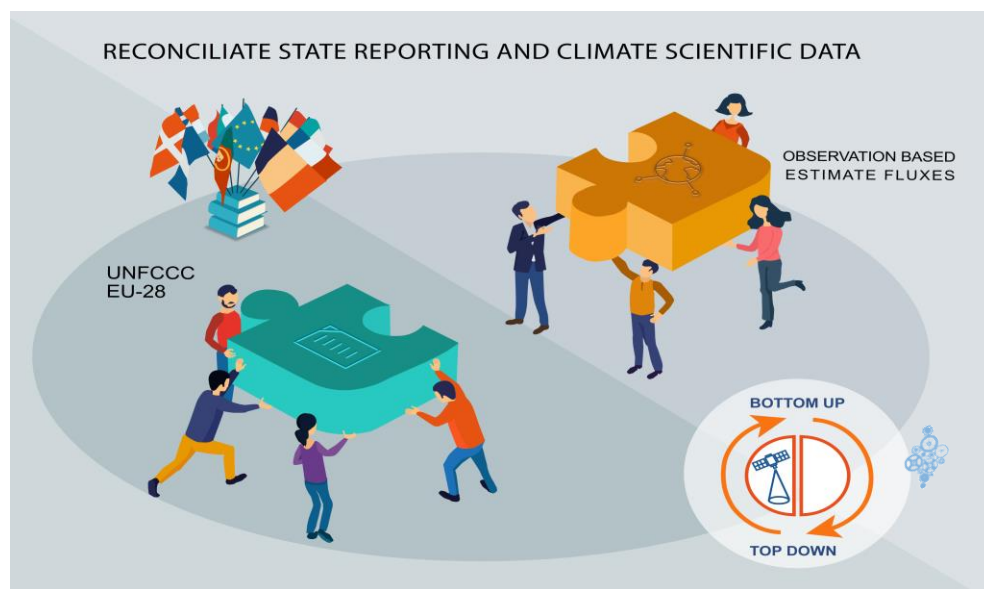 RECONCILIATE STATE REPORTING AND CLIMATE SCIENTIFIC DATA
OBSERVATION BASED
ESTIMATE FLUXES
UNFCCC
EU-28
BOTTOM UP
TOP DOWN